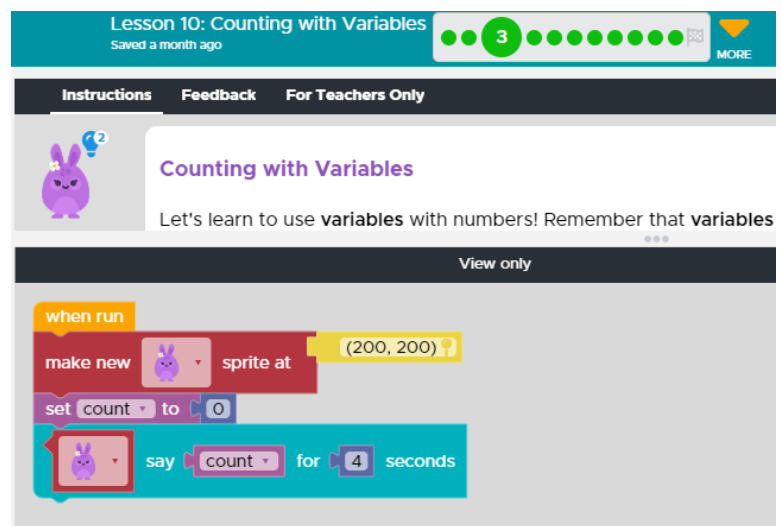 Lesson 10: Counting with Variables
Saved a month ago
3
MORE
Instructions Feedback For Teachers Only
2
Counting with Variables
Let's learn to use variables with numbers! Remember that variables
View only
when run
make new sprite at (200, 200)
set count to 0
say count for 4 seconds